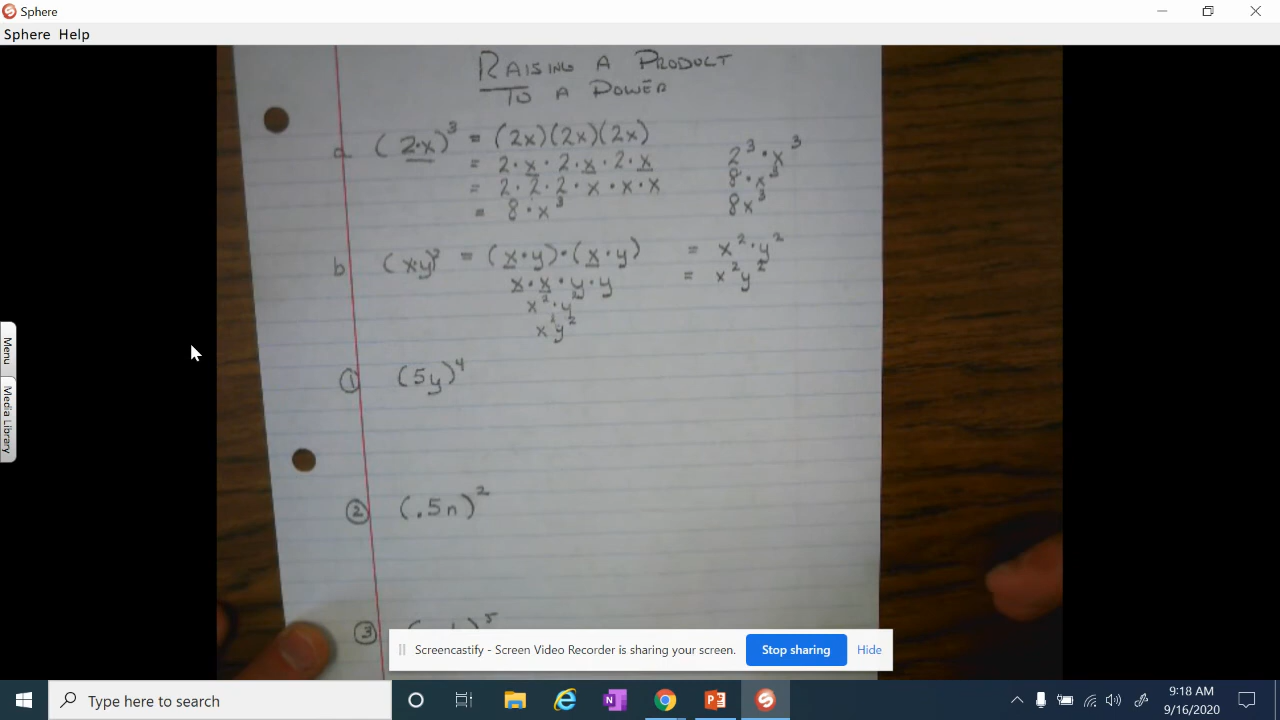 Sphere
Sphere Help
RAISING A PRODUCT
TO A POWER
a (2·x)³ = (2x)(2x)(2x)
= 2·x·2·x·2·x 2³·x³
= 2·2·2·x·x·x 8·x³
= 8·x³ 8x³
b (x·y)² = (x·y)·(x·y) = x²·y²
x·x·y·y = x²y²
x²·y²
x²y²
① (5y)⁴
② (.5n)²
③
Menu
Media Library
Screencastify - Screen Video Recorder is sharing your screen. Stop sharing Hide
Type here to search
9:18 AM
9/16/2020